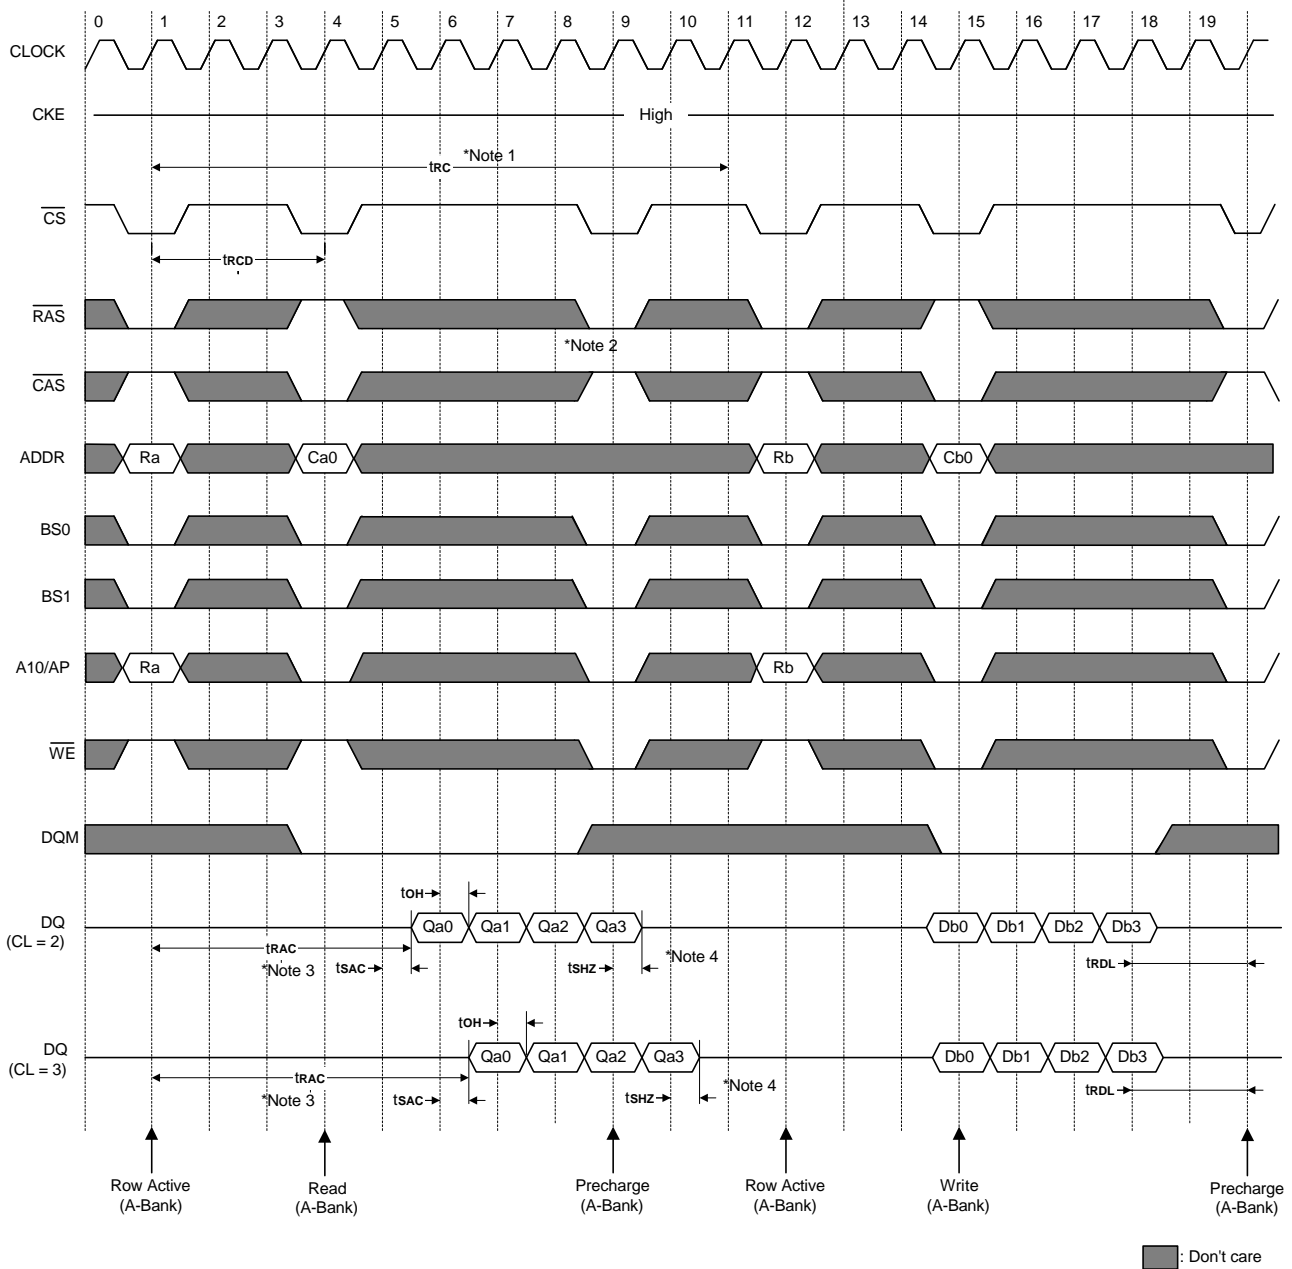 0 1 2 3 4 5 6 7 8 9 10 11 12 13 14 15 16 17 18 19
CLOCK
CKE High
*Note 1
tRC
CS
tRCD
RAS
*Note 2
CAS
ADDR Ra Ca0 Rb Cb0
BS0
BS1
A10/AP Ra Rb
WE
DQM
tOH
DQ
(CL = 2)
Qa0 Qa1 Qa2 Qa3 Db0 Db1 Db2 Db3
tRAC
*Note 3
tSAC
tSHZ
*Note 4
tRDL
tOH
DQ
(CL = 3)
Qa0 Qa1 Qa2 Qa3 Db0 Db1 Db2 Db3
tRAC
*Note 3
tSAC
tSHZ
*Note 4
tRDL
Row Active
(A-Bank)
Read
(A-Bank)
Precharge
(A-Bank)
Row Active
(A-Bank)
Write
(A-Bank)
Precharge
(A-Bank)
: Don't care